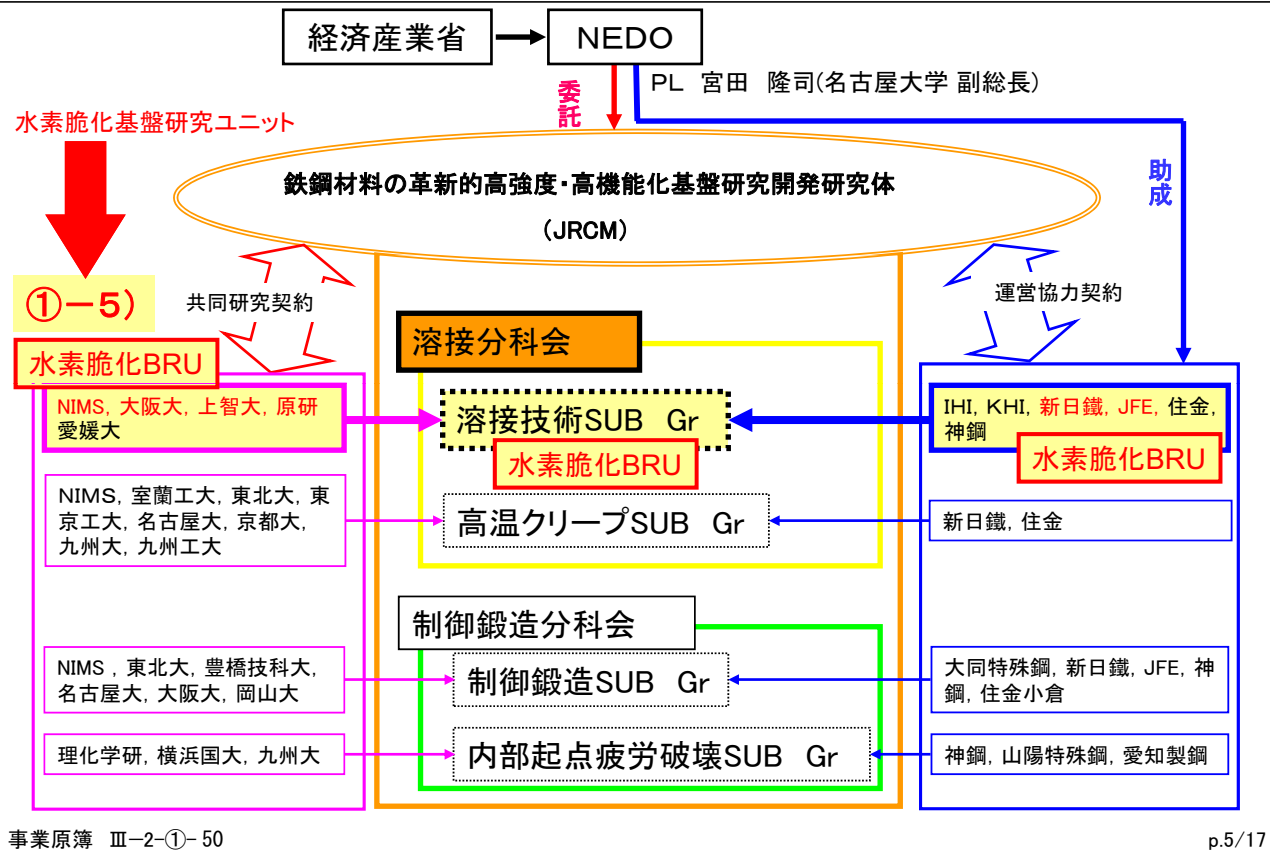 経済産業省
NEDO
委託
PL 宮田 隆司(名古屋大学 副総長)
水素脆化基盤研究ユニット
助成
鉄鋼材料の革新的高強度・高機能化基盤研究開発研究体
（JRCM）
①－5）
共同研究契約
運営協力契約
溶接分科会
水素脆化BRU
NIMS, 大阪大, 上智大, 原研
愛媛大
溶接技術SUB Gr
水素脆化BRU
IHI, KHI, 新日鐵, JFE, 住金,
神鋼
水素脆化BRU
NIMS, 室蘭工大, 東北大, 東
京工大, 名古屋大, 京都大,
九州大, 九州工大
高温クリープSUB Gr
新日鐵, 住金
制御鍛造分科会
NIMS , 東北大, 豊橋技科大,
名古屋大, 大阪大, 岡山大
制御鍛造SUB Gr
大同特殊鋼, 新日鐵, JFE, 神
鋼, 住金小倉
理化学研, 横浜国大, 九州大
内部起点疲労破壊SUB Gr
神鋼, 山陽特殊鋼, 愛知製鋼
事業原簿 Ⅲ－2-①- 50
p.5/17